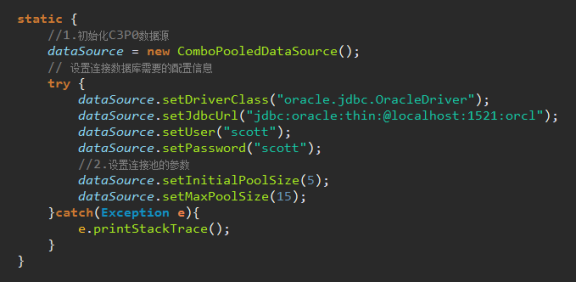 static {
//1.初始化C3P0数据源
dataSource = new ComboPooledDataSource();
// 设置连接数据库需要的配置信息
try {
dataSource.setDriverClass("oracle.jdbc.OracleDriver");
dataSource.setJdbcUrl("jdbc:oracle:thin:@localhost:1521:orcl");
dataSource.setUser("scott");
dataSource.setPassword("scott");
//2.设置连接池的参数
dataSource.setInitialPoolSize(5);
dataSource.setMaxPoolSize(15);
}catch(Exception e){
e.printStackTrace();
}
}